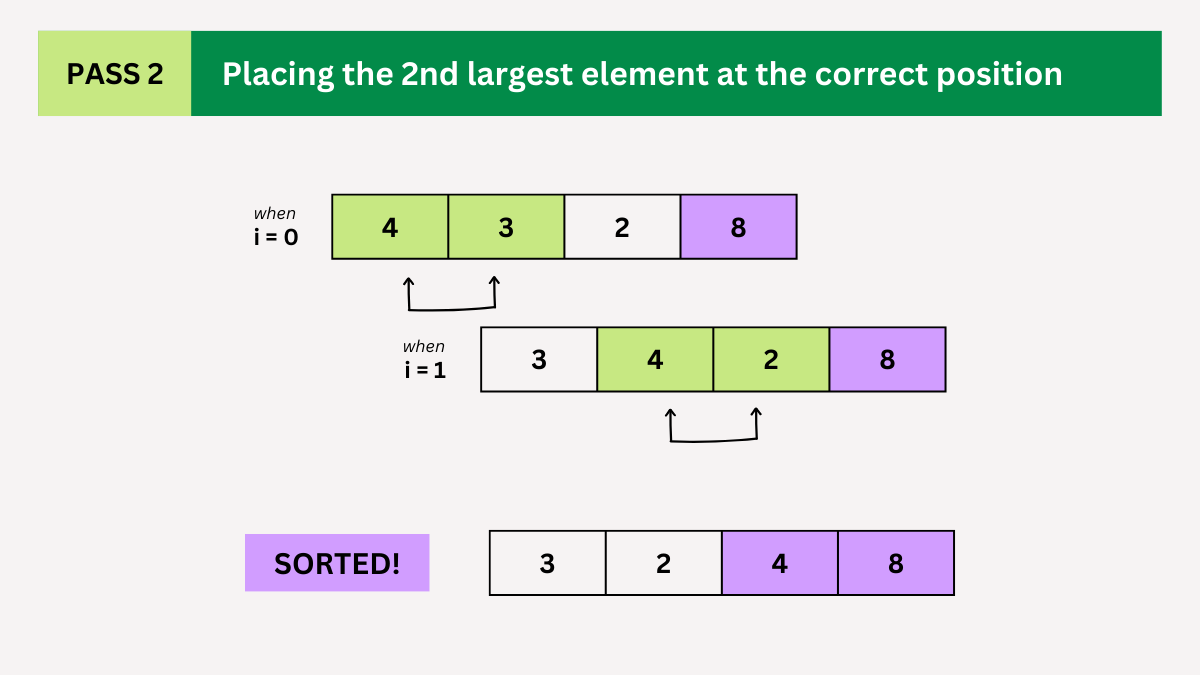 PASS 2
Placing the 2nd largest element at the correct position
when
i = 0
4 3 2 8
when
i = 1
3 4 2 8
SORTED!
3 2 4 8